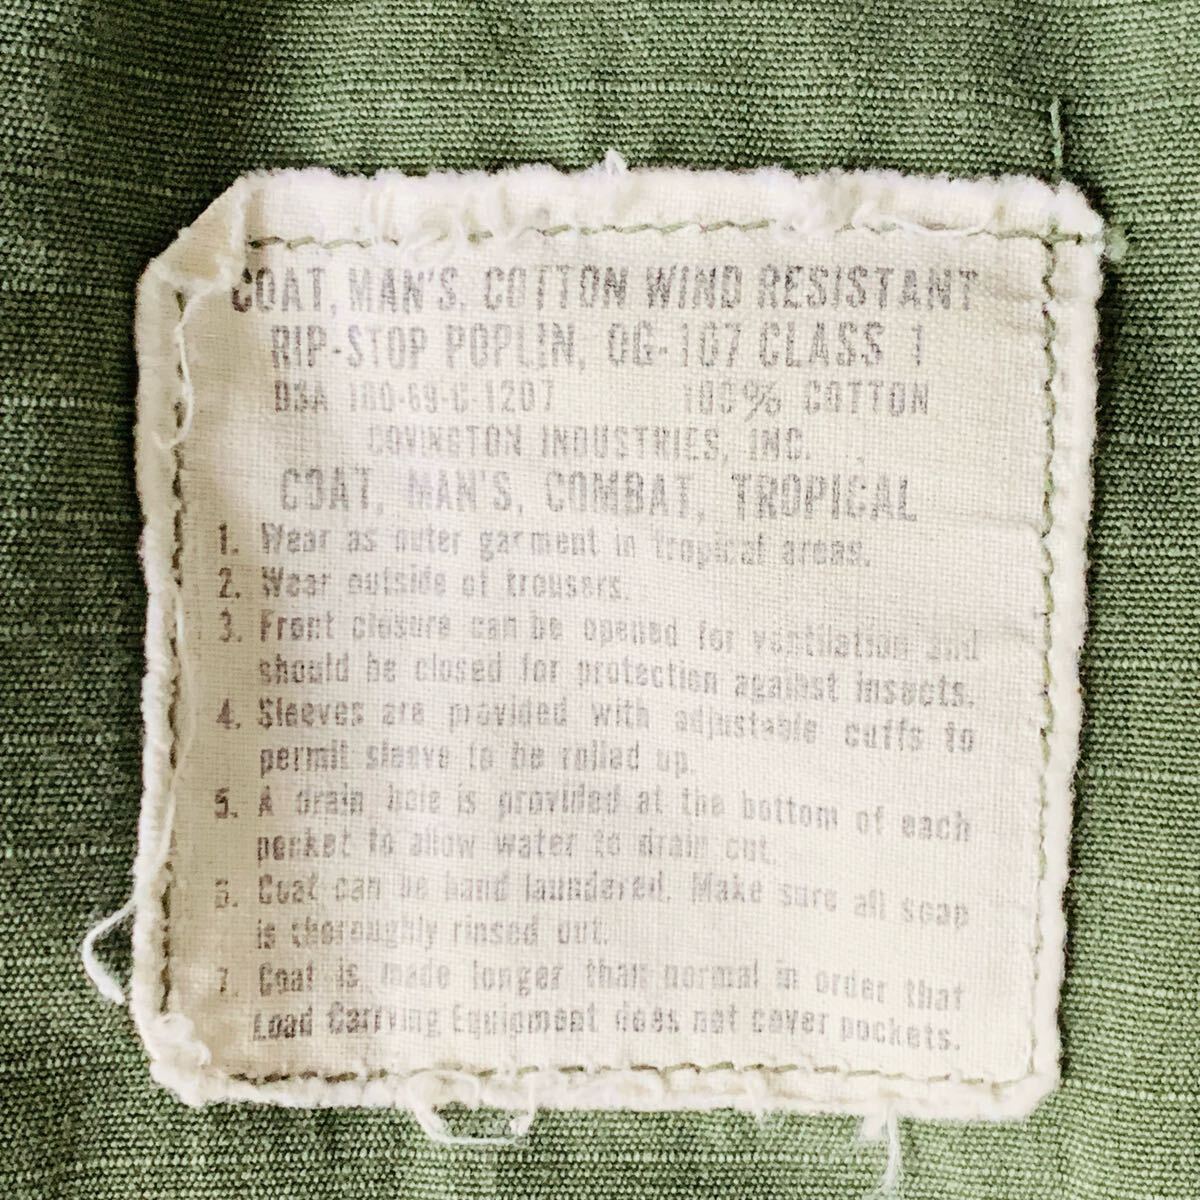 COAT, MAN'S, COTTON WIND RESISTANT
RIP-STOP POPLIN, OG-107 CLASS 1
DSA 100-69-C-1207 100% COTTON
COVINGTON INDUSTRIES, INC.
COAT, MAN'S, COMBAT, TROPICAL
1. Wear as outer garment in tropical areas.
2. Wear outside of trousers.
3. Front closure can be opened for ventilation and
should be closed for protection against insects.
4. Sleeves are provided with adjustable cuffs to
permit sleeve to be rolled up.
5. A drain hole is provided at the bottom of each
pocket to allow water to drain out.
6. Coat can be hand laundered. Make sure all soap
is thoroughly rinsed out.
7. Coat is made longer than normal in order that
Load Carrying Equipment does not cover pockets.